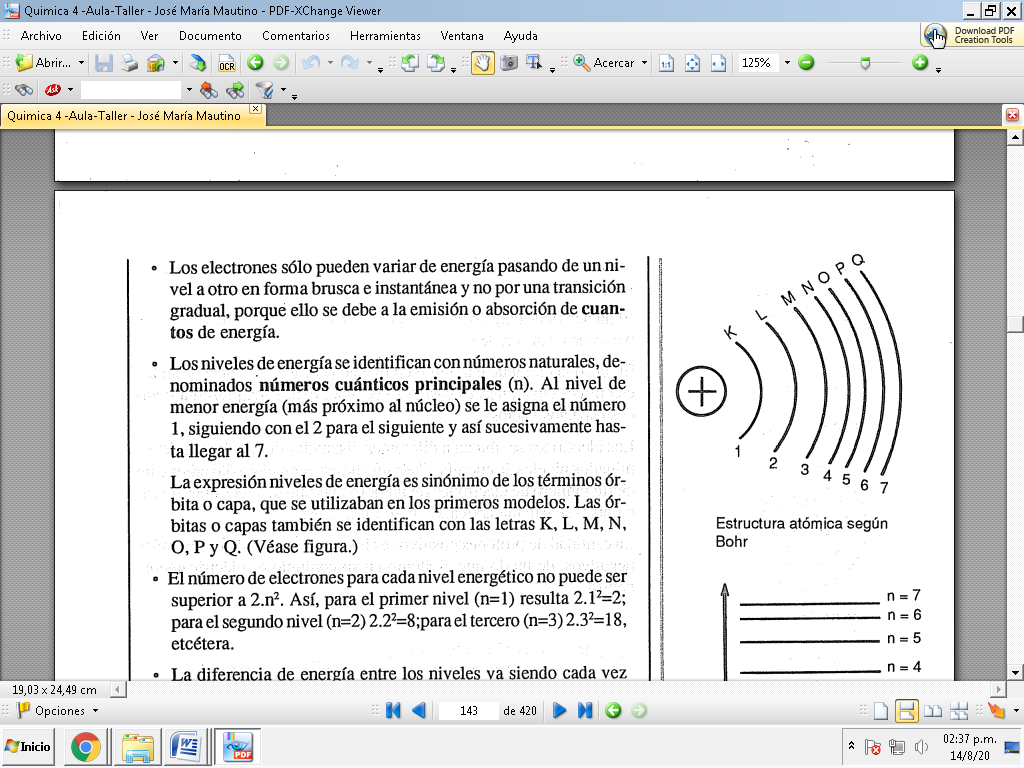 Quimica 4 -Aula-Taller - José María Mautino - PDF-XChange Viewer
Archivo Edición Ver Documento Comentarios Herramientas Ventana Ayuda
Download PDF
Creation Tools
Abrir... OCR Acercar 1:1 125%
Quimica 4 -Aula-Taller - José María Mautino
Los electrones sólo pueden variar de energía pasando de un ni-
vel a otro en forma brusca e instantánea y no por una transición
gradual, porque ello se debe a la emisión o absorción de cuan-
tos de energía.
Los niveles de energía se identifican con números naturales, de-
nominados números cuánticos principales (n). Al nivel de
menor energía (más próximo al núcleo) se le asigna el número
1, siguiendo con el 2 para el siguiente y así sucesivamente has-
ta llegar al 7.
La expresión niveles de energía es sinónimo de los términos ór-
bita o capa, que se utilizaban en los primeros modelos. Las ór-
bitas o capas también se identifican con las letras K, L, M, N,
O, P y Q. (Véase figura.)
El número de electrones para cada nivel energético no puede ser
superior a 2.n². Así, para el primer nivel (n=1) resulta 2.1²=2;
para el segundo nivel (n=2) 2.2²=8;para el tercero (n=3) 2.3²=18,
etcétera.
La diferencia de energía entre los niveles va siendo cada vez
K L M N O P Q
+
1 2 3 4 5 6 7
Estructura atómica según
Bohr
n = 7
n = 6
n = 5
n = 4
19,03 x 24,49 cm
Opciones 143 de 420
Inicio PDF 02:37 p.m.
14/8/20